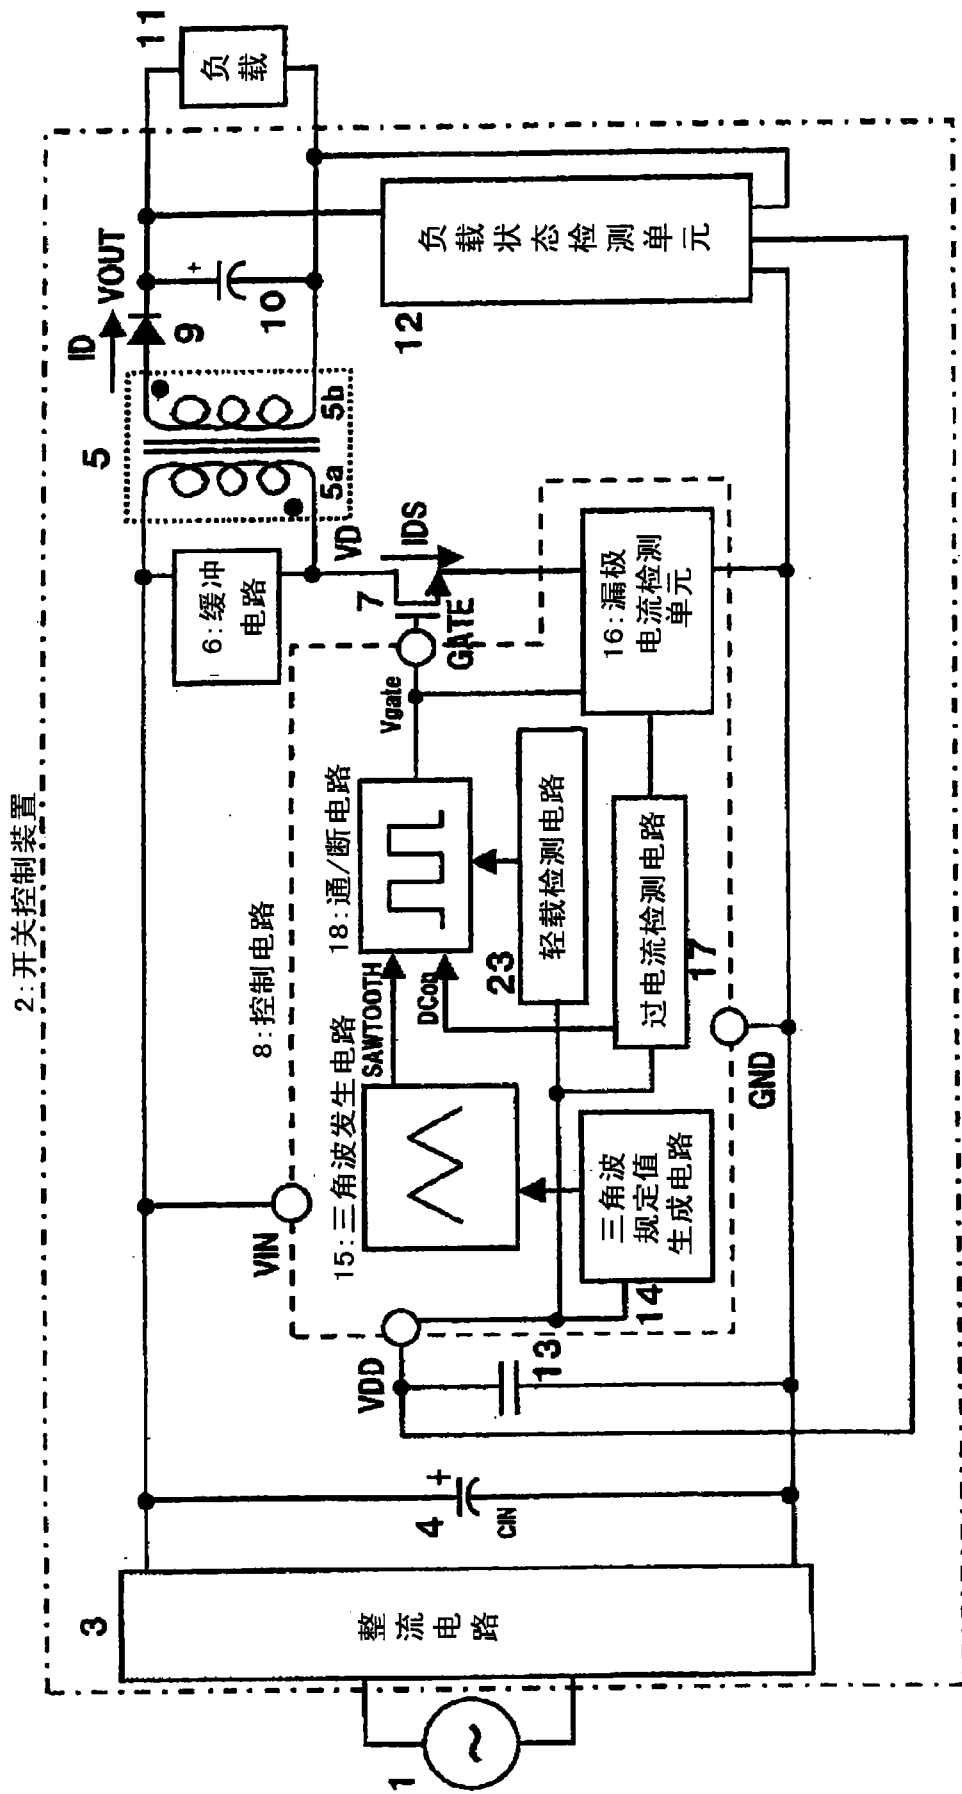 2:开关控制装置
1
3
整流电路
4
+
CIN
VDD
13
VIN
8:控制电路
15:三角波发生电路
14
三角波
规定值
生成电路
SAWTOOTH
DCop
18:通/断电路
23
轻载检测电路
17
过电流检测电路
GND
Vgate
GATE
7
IDS
VD
16:漏极
电流检测
单元
6:缓冲
电路
5
5a
5b
ID
VOUT
9
+
10
12
负载状态检测单元
11
负载